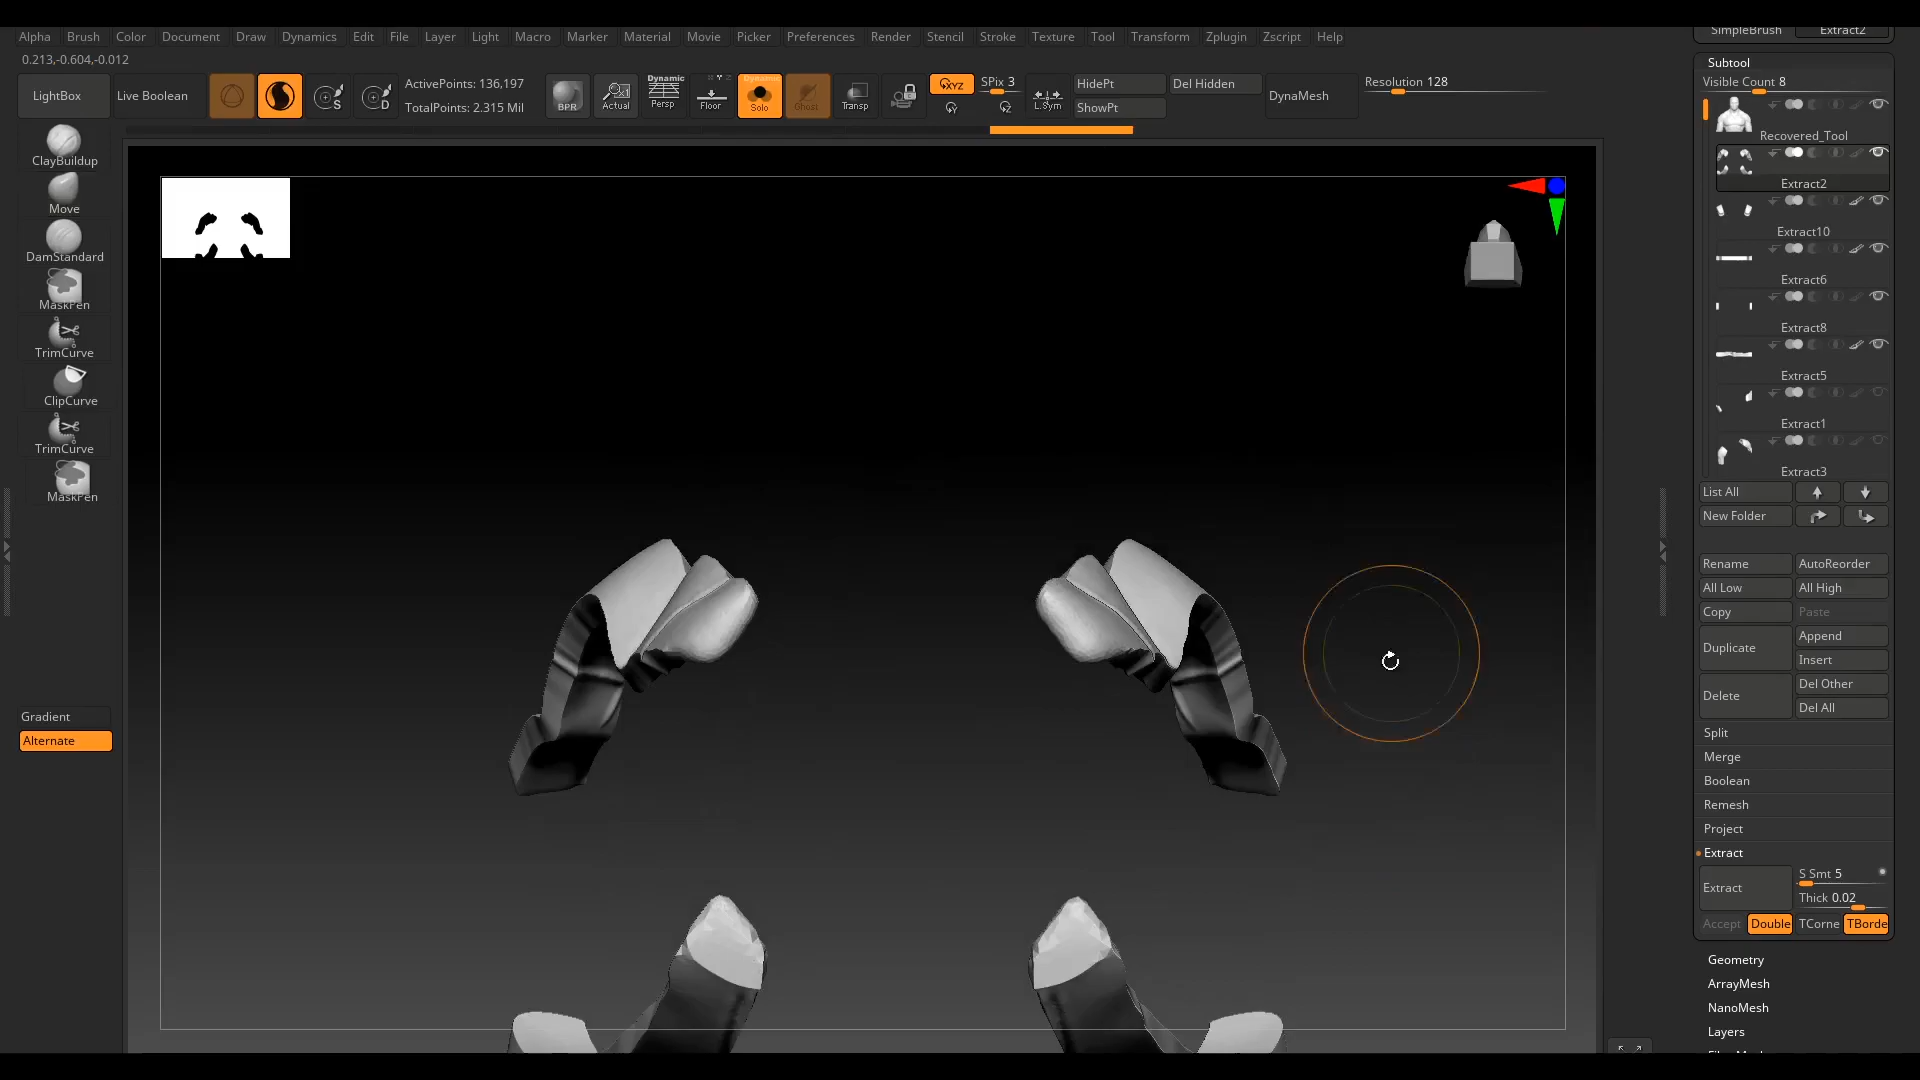 SimpleBrush Extract2
Alpha Brush Color Document Draw Dynamics Edit File Layer Light Macro Marker Material Movie Picker Preferences Render Stencil Stroke Texture Tool Transform Zplugin Zscript Help
0.213,-0.604,-0.012
LightBox
Live Boolean
S
D
ActivePoints: 136,197
TotalPoints: 2.315 Mil
BPR
Actual
Dynamic
Persp
Floor
Dynamic
Solo
Ghost
Transp
XYZ
SPix 3
L.Sym
HidePt
ShowPt
Del Hidden
DynaMesh
Resolution 128
ClayBuildup
Move
DamStandard
MaskPen
TrimCurve
ClipCurve
TrimCurve
MaskPen
Gradient
Alternate
Subtool
Visible Count 8
Recovered_Tool
Extract2
Extract10
Extract6
Extract8
Extract5
Extract1
Extract3
List All
New Folder
Rename AutoReorder
All Low All High
Copy Paste
Duplicate Append
Insert
Delete Del Other
Del All
Split
Merge
Boolean
Remesh
Project
Extract
Extract S Smt 5
Thick 0.02
Accept Double TCorne TBorde
Geometry
ArrayMesh
NanoMesh
Layers